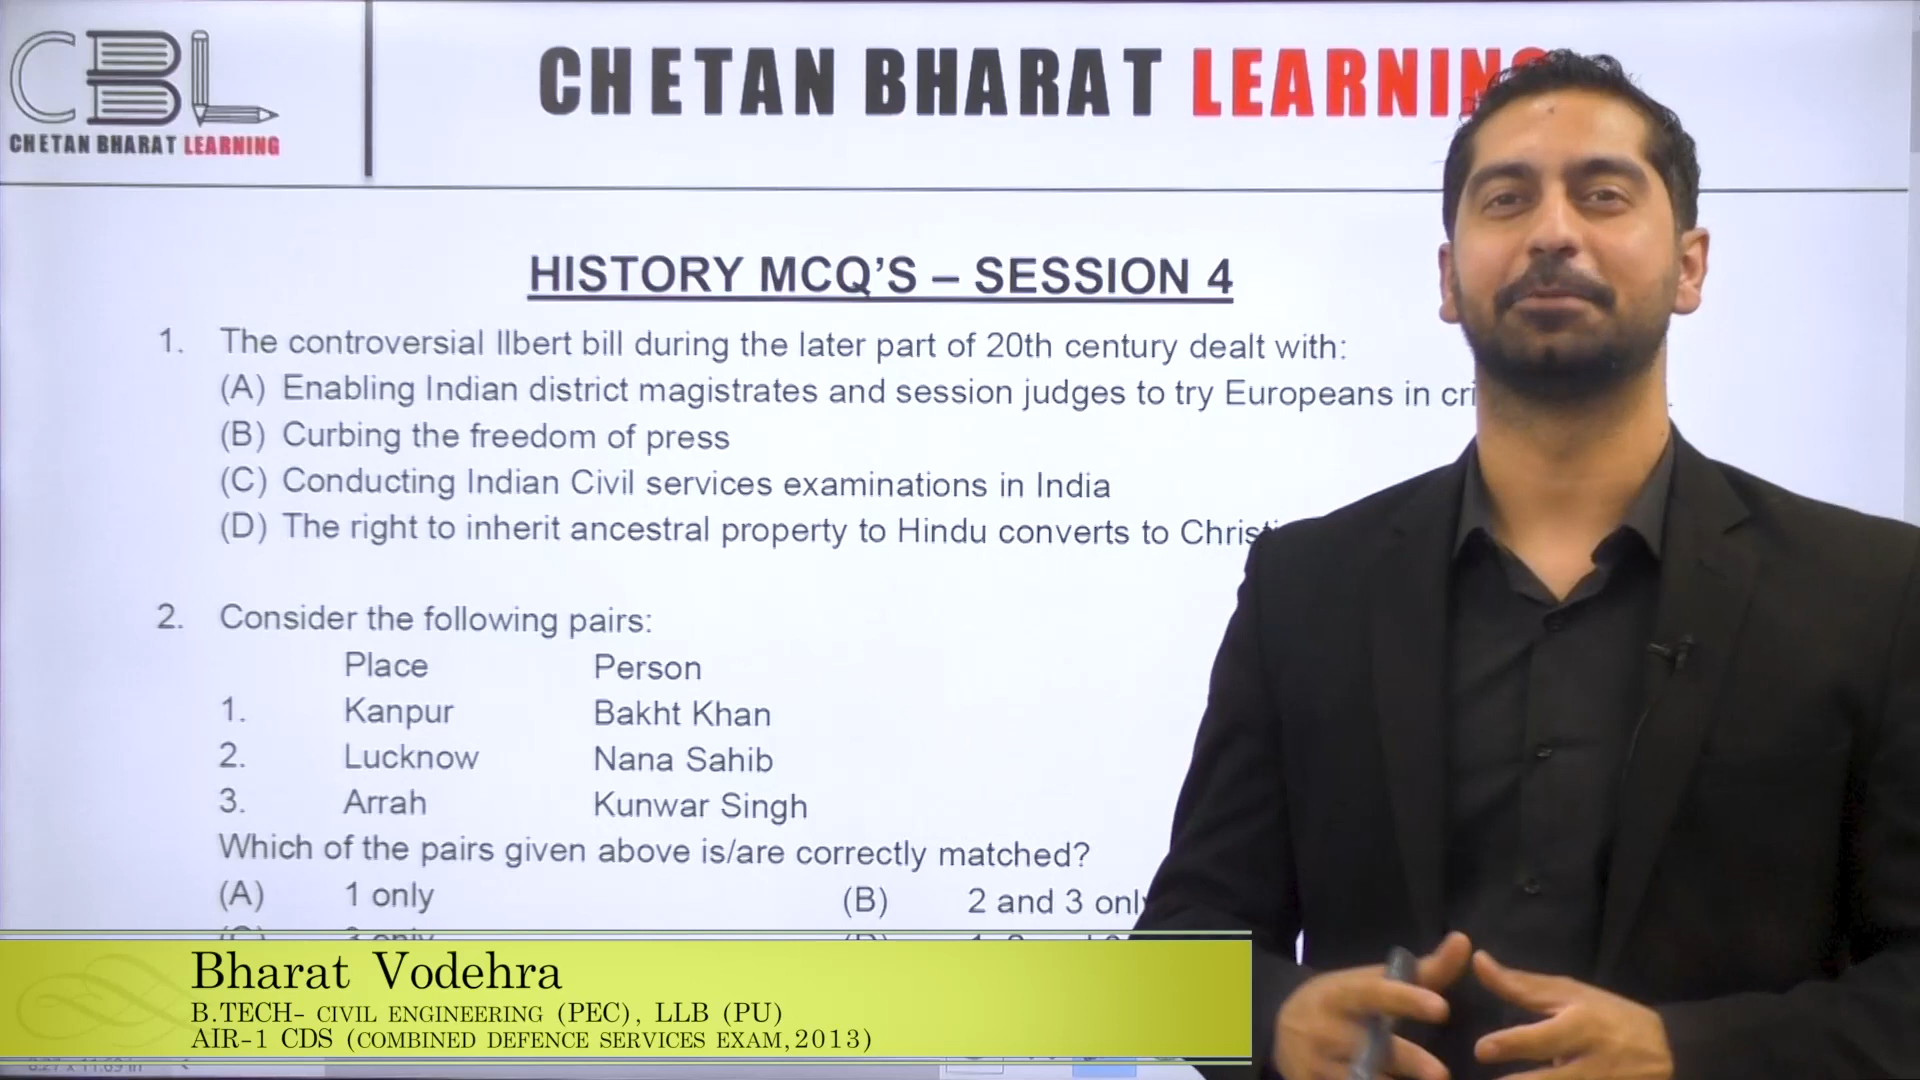 CBL
CHETAN BHARAT LEARNING
CHETAN BHARAT LEARNING
HISTORY MCQ'S – SESSION 4
1. The controversial Ilbert bill during the later part of 20th century dealt with:
(A) Enabling Indian district magistrates and session judges to try Europeans in
(B) Curbing the freedom of press
(C) Conducting Indian Civil services examinations in India
(D) The right to inherit ancestral property to Hindu converts to
2. Consider the following pairs:
Place Person
1. Kanpur Bakht Khan
2. Lucknow Nana Sahib
3. Arrah Kunwar Singh
Which of the pairs given above is/are correctly matched?
(A) 1 only (B) 2 and 3 only
Bharat Vodehra
B.TECH- CIVIL ENGINEERING (PEC), LLB (PU)
AIR-1 CDS (COMBINED DEFENCE SERVICES EXAM,2013)